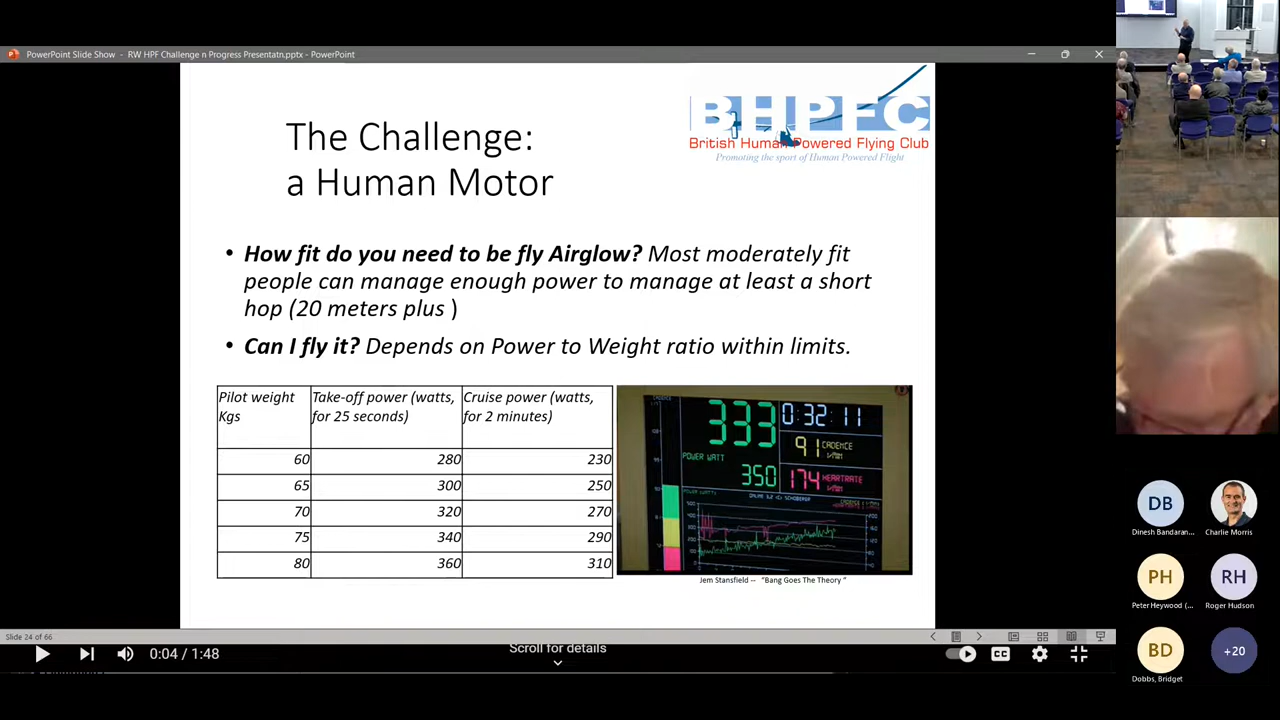 PowerPoint Slide Show - RW HPF Challenge n Progress Presentatn.pptx - PowerPoint
The Challenge:
a Human Motor
BHPFC
British Human Powered Flying Club
Promoting the sport of Human Powered Flight
• How fit do you need to be fly Airglow? Most moderately fit
people can manage enough power to manage at least a short
hop (20 meters plus )
• Can I fly it? Depends on Power to Weight ratio within limits.
Pilot weight Kgs Take-off power (watts, for 25 seconds) Cruise power (watts, for 2 minutes)
60 280 230
65 300 250
70 320 270
75 340 290
80 360 310
333 0:32:11
91 CADENCE
POWER WATT
350 174 HEARTRATE
Jem Stansfield -- "Bang Goes The Theory "
Slide 24 of 66
0:04 / 1:48
Scroll for details
CC
DB
Dinesh Bandaran...
Charlie Morris
PH
Peter Heywood (...
RH
Roger Hudson
BD
Dobbs, Bridget
+20